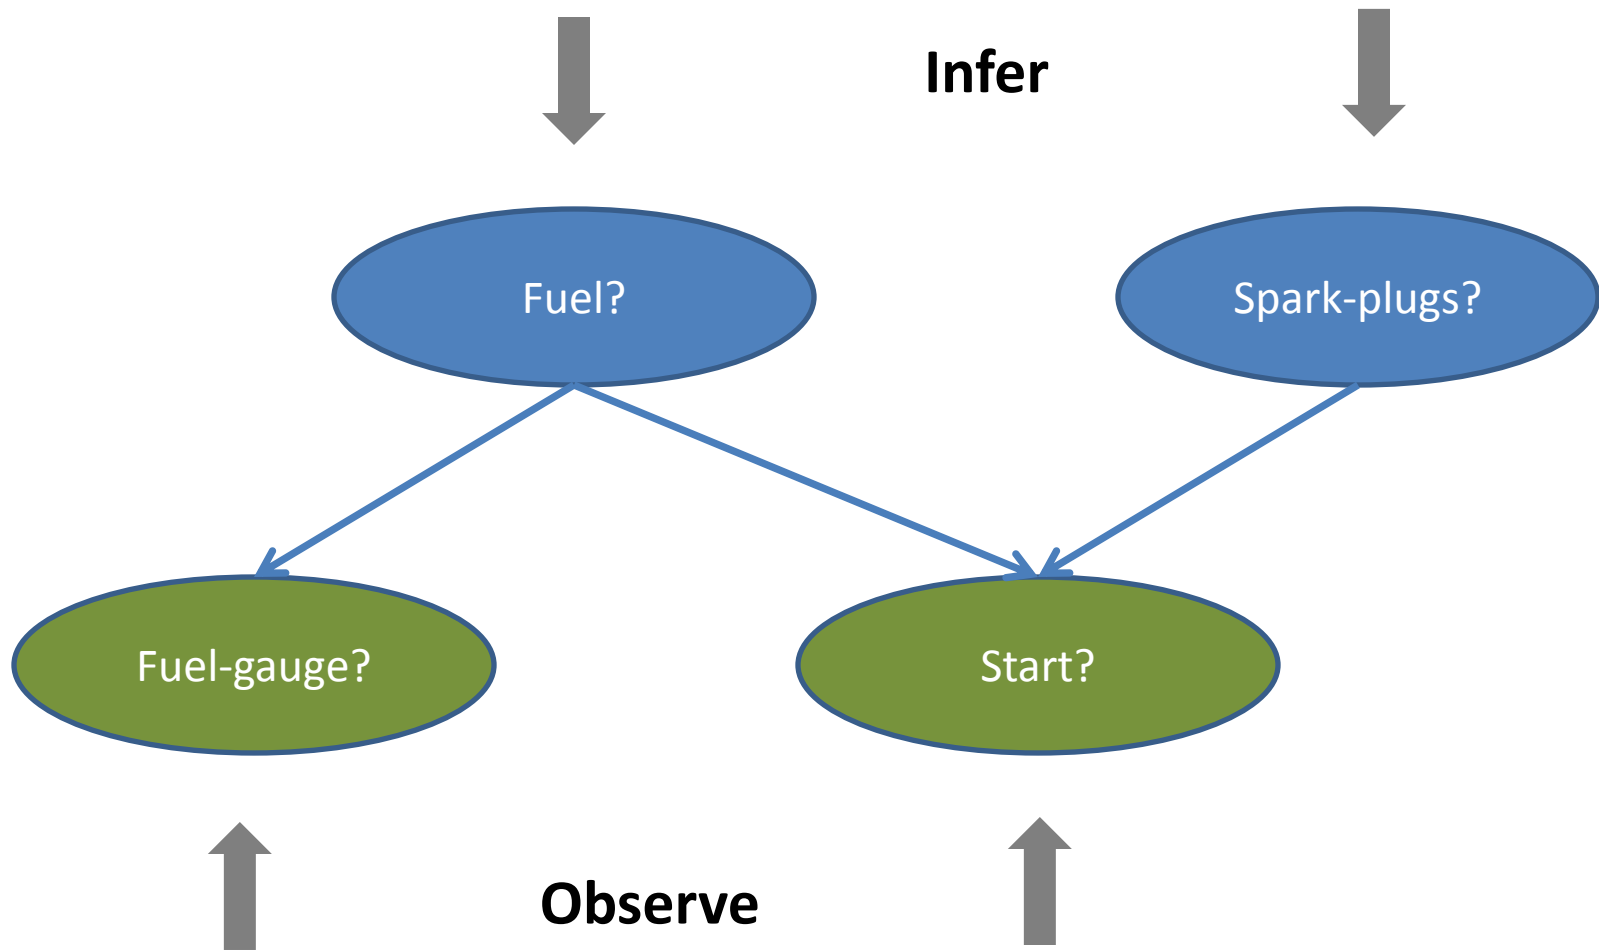 Infer
Fuel?
Spark-plugs?
Fuel-gauge?
Start?
Observe